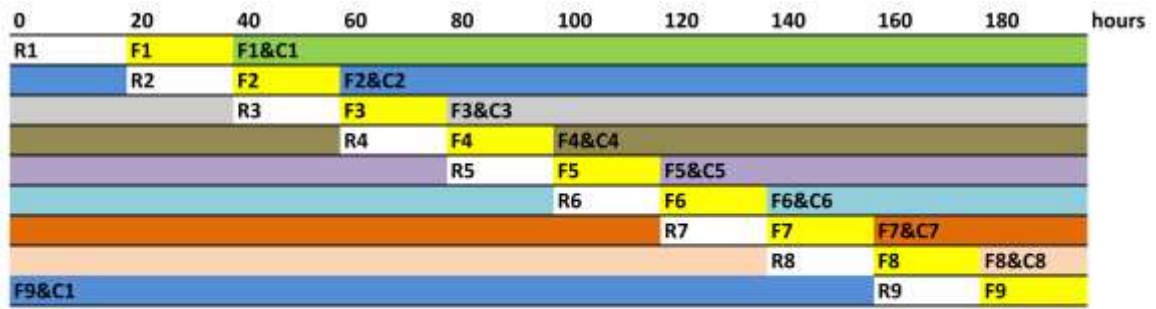 0 20 40 60 80 100 120 140 160 180 hours
R1 F1 F1&C1
R2 F2 F2&C2
R3 F3 F3&C3
R4 F4 F4&C4
R5 F5 F5&C5
R6 F6 F6&C6
R7 F7 F7&C7
R8 F8 F8&C8
F9&C1 R9 F9